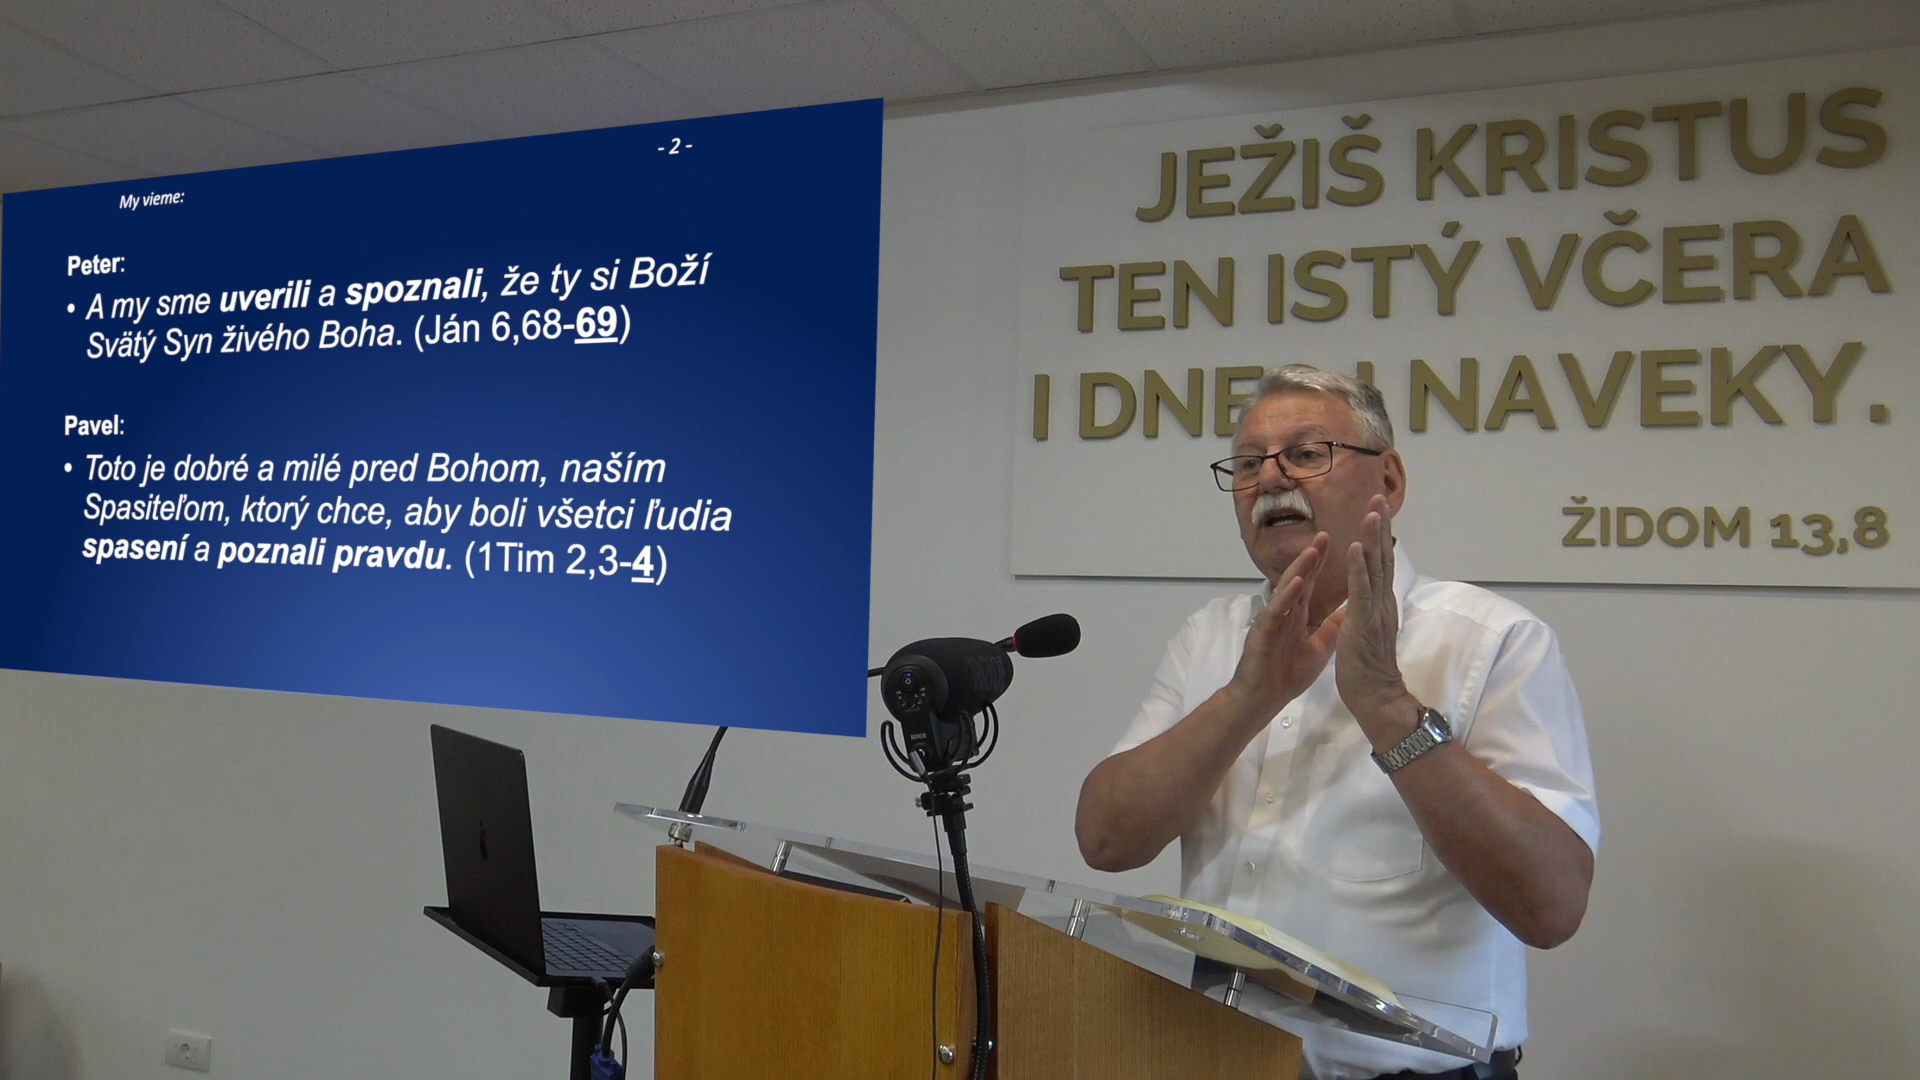 - 2 -
My vieme:
Peter:
• A my sme uverili a spoznali, že ty si Boží
Svätý Syn živého Boha. (Ján 6,68-69)
Pavel:
• Toto je dobré a milé pred Bohom, naším
Spasiteľom, ktorý chce, aby boli všetci ľudia
spasení a poznali pravdu. (1Tim 2,3-4)
JEŽIŠ KRISTUS
TEN ISTÝ VČERA
I DNE I NAVEKY.
ŽIDOM 13,8
RØDE